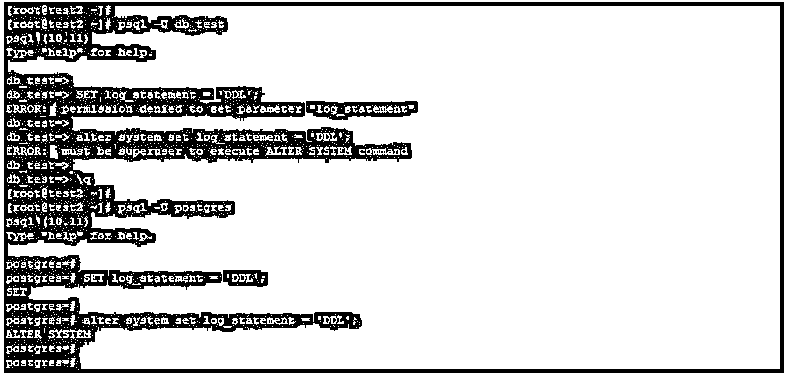 [root@test2 ~]#
[root@test2 ~]# psql -U db_test
psql (10.11)
Type "help" for help.
db_test=>
db_test=> SET log_statement = 'DDL';
ERROR:  permission denied to set parameter "log_statement"
db_test=>
db_test=> alter system set log_statement = 'DDL';
ERROR:  must be superuser to execute ALTER SYSTEM command
db_test=>
db_test=> \q
[root@test2 ~]#
[root@test2 ~]# psql -U postgres
psql (10.11)
Type "help" for help.
postgres=#
postgres=# SET log_statement = 'DDL';
SET
postgres=#
postgres=# alter system set log_statement = 'DDL';
ALTER SYSTEM
postgres=#
postgres=#